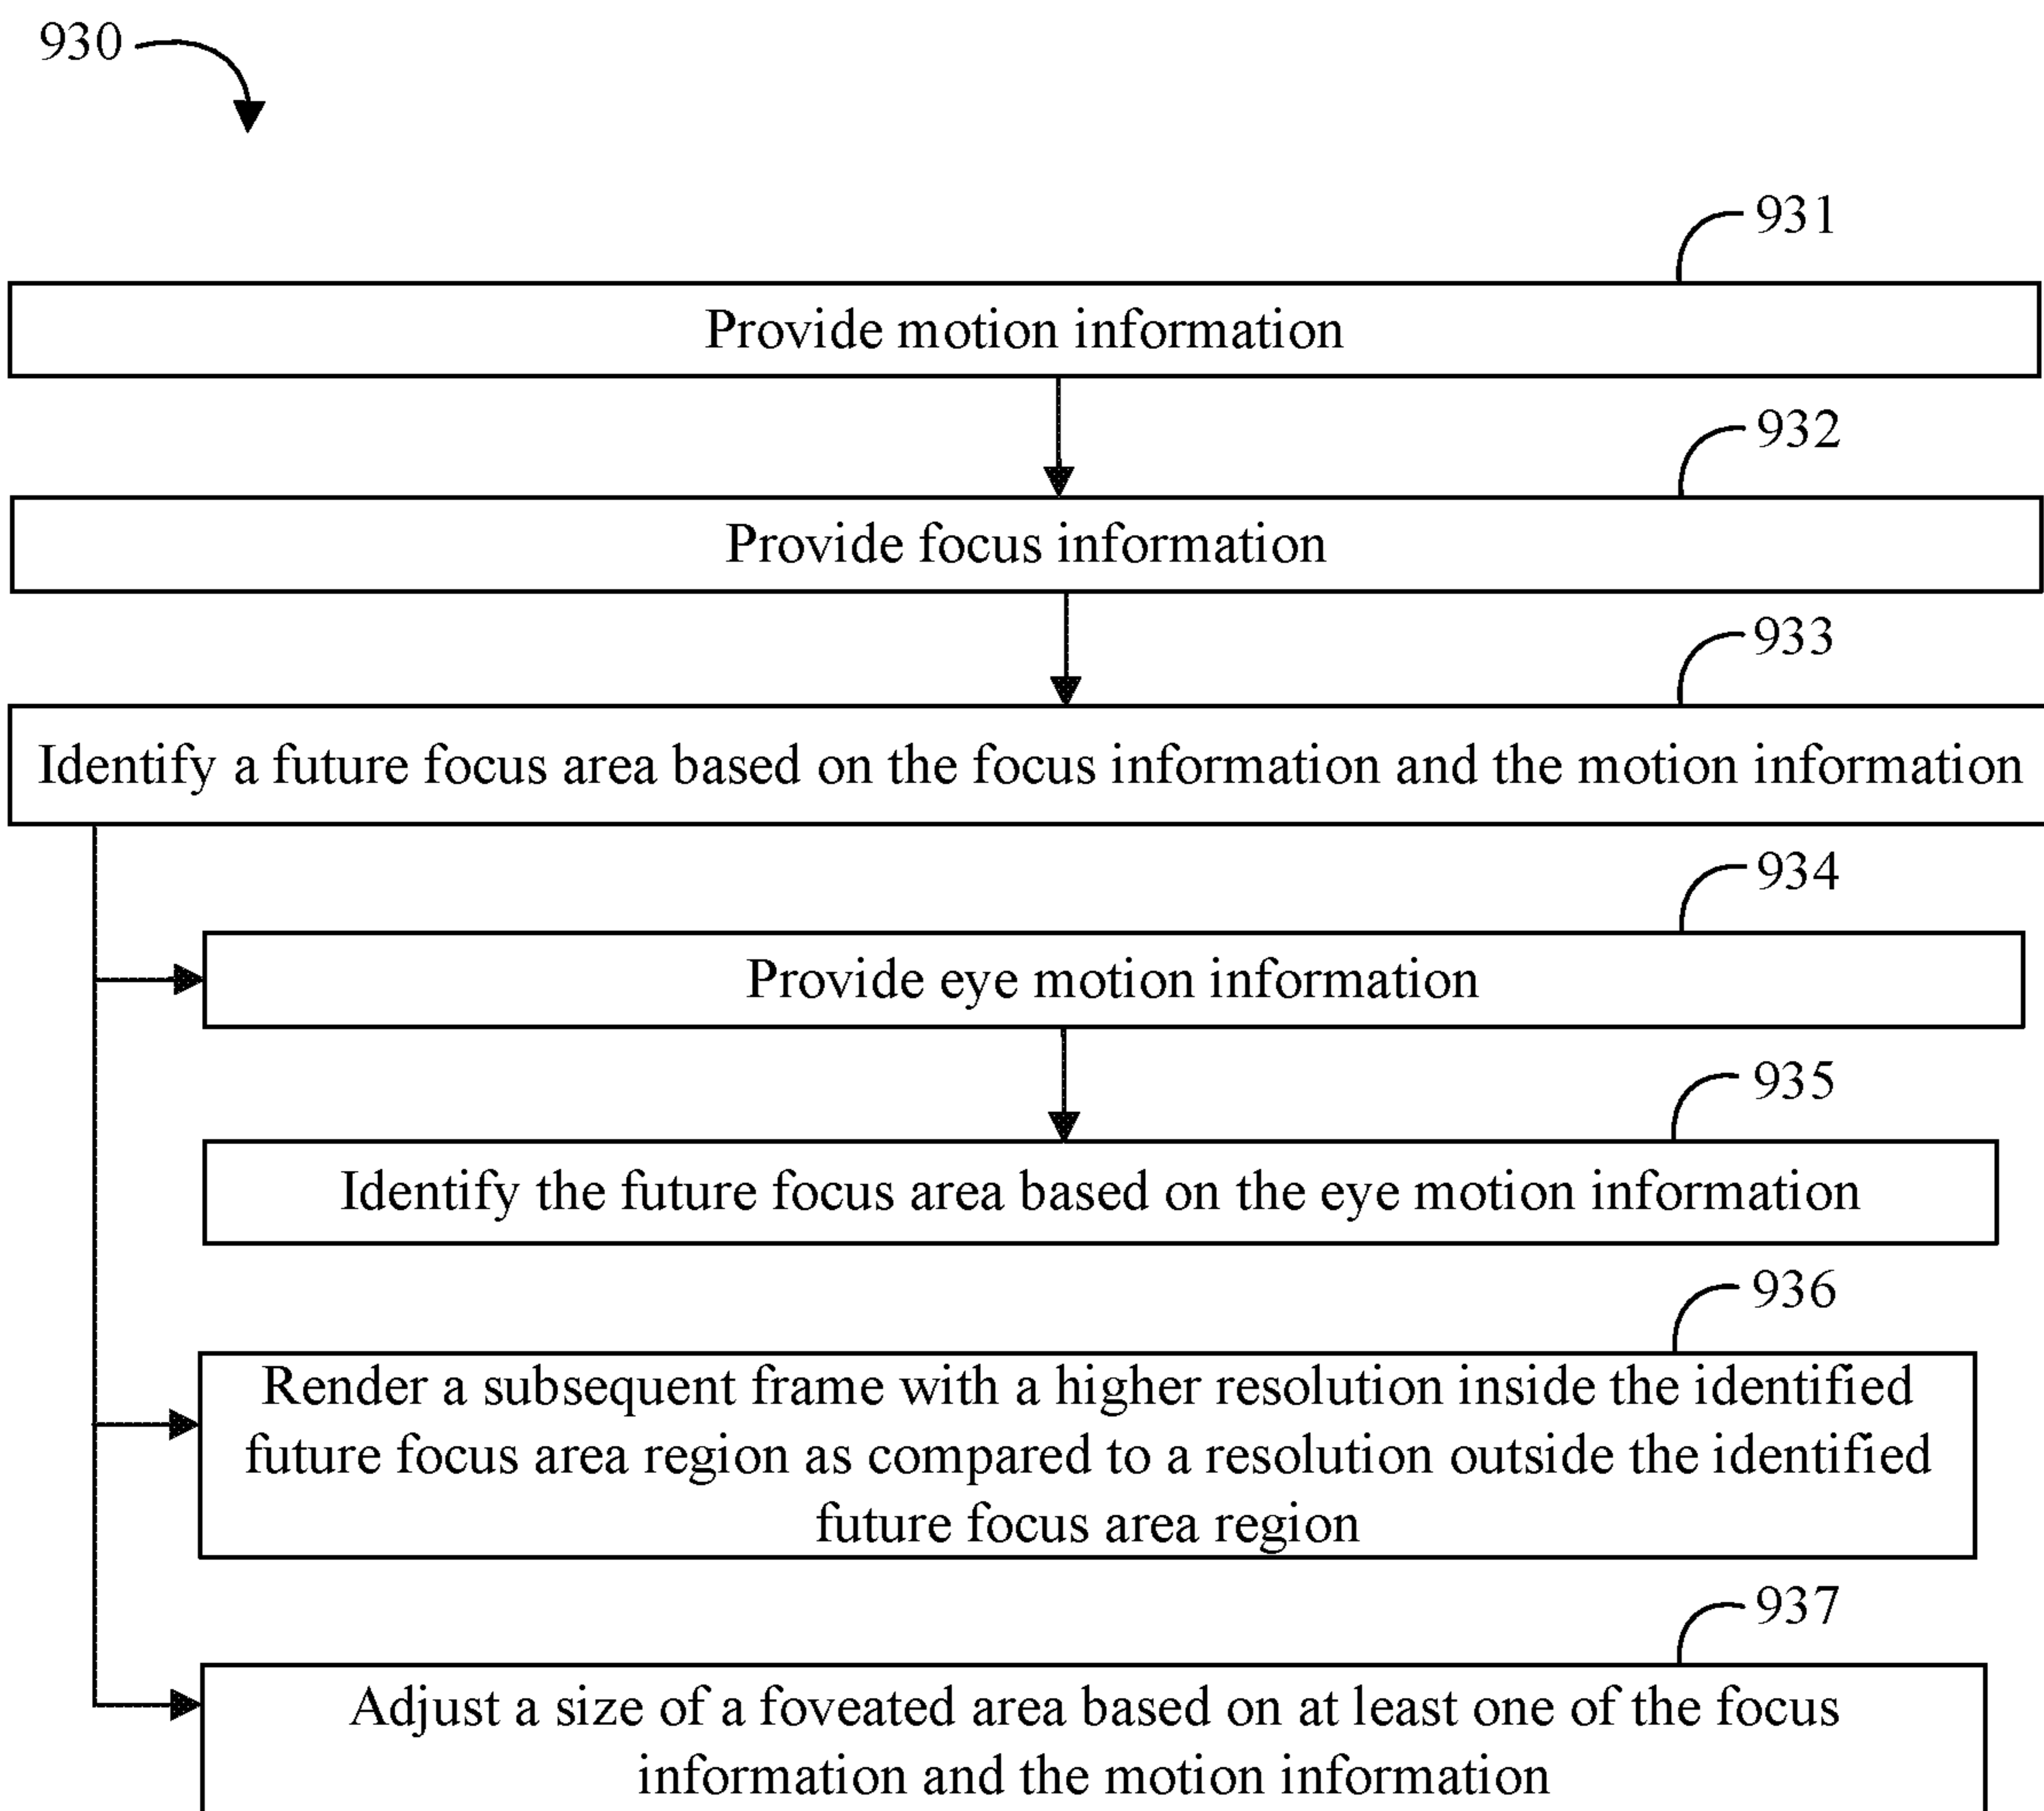 930
931
Provide motion information
932
Provide focus information
933
Identify a future focus area based on the focus information and the motion information
934
Provide eye motion information
935
Identify the future focus area based on the eye motion information
936
Render a subsequent frame with a higher resolution inside the identified
future focus area region as compared to a resolution outside the identified
future focus area region
937
Adjust a size of a foveated area based on at least one of the focus
information and the motion information